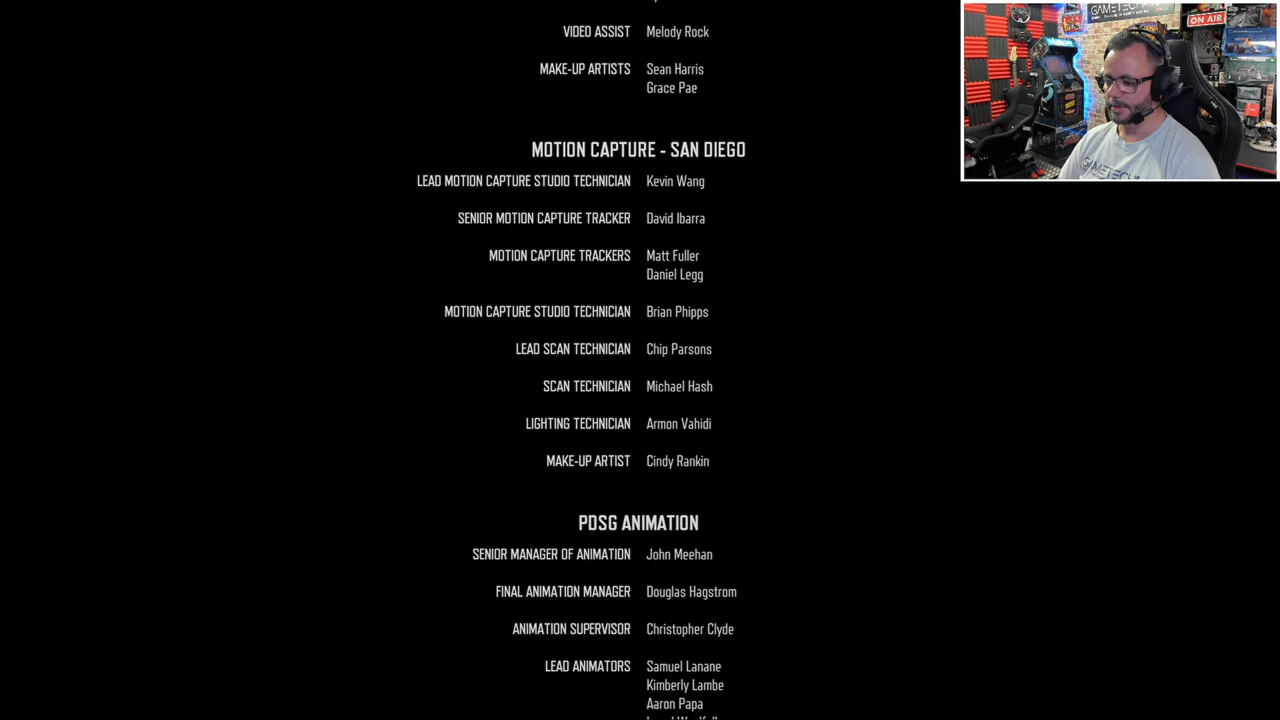 VIDEO ASSIST Melody Rock
MAKE-UP ARTISTS Sean Harris
Grace Pae
MOTION CAPTURE - SAN DIEGO
LEAD MOTION CAPTURE STUDIO TECHNICIAN Kevin Wang
SENIOR MOTION CAPTURE TRACKER David Ibarra
MOTION CAPTURE TRACKERS Matt Fuller
Daniel Legg
MOTION CAPTURE STUDIO TECHNICIAN Brian Phipps
LEAD SCAN TECHNICIAN Chip Parsons
SCAN TECHNICIAN Michael Hash
LIGHTING TECHNICIAN Armon Vahidi
MAKE-UP ARTIST Cindy Rankin
PDSG ANIMATION
SENIOR MANAGER OF ANIMATION John Meehan
FINAL ANIMATION MANAGER Douglas Hagstrom
ANIMATION SUPERVISOR Christopher Clyde
LEAD ANIMATORS Samuel Lanane
Kimberly Lambe
Aaron Papa
ON AIR